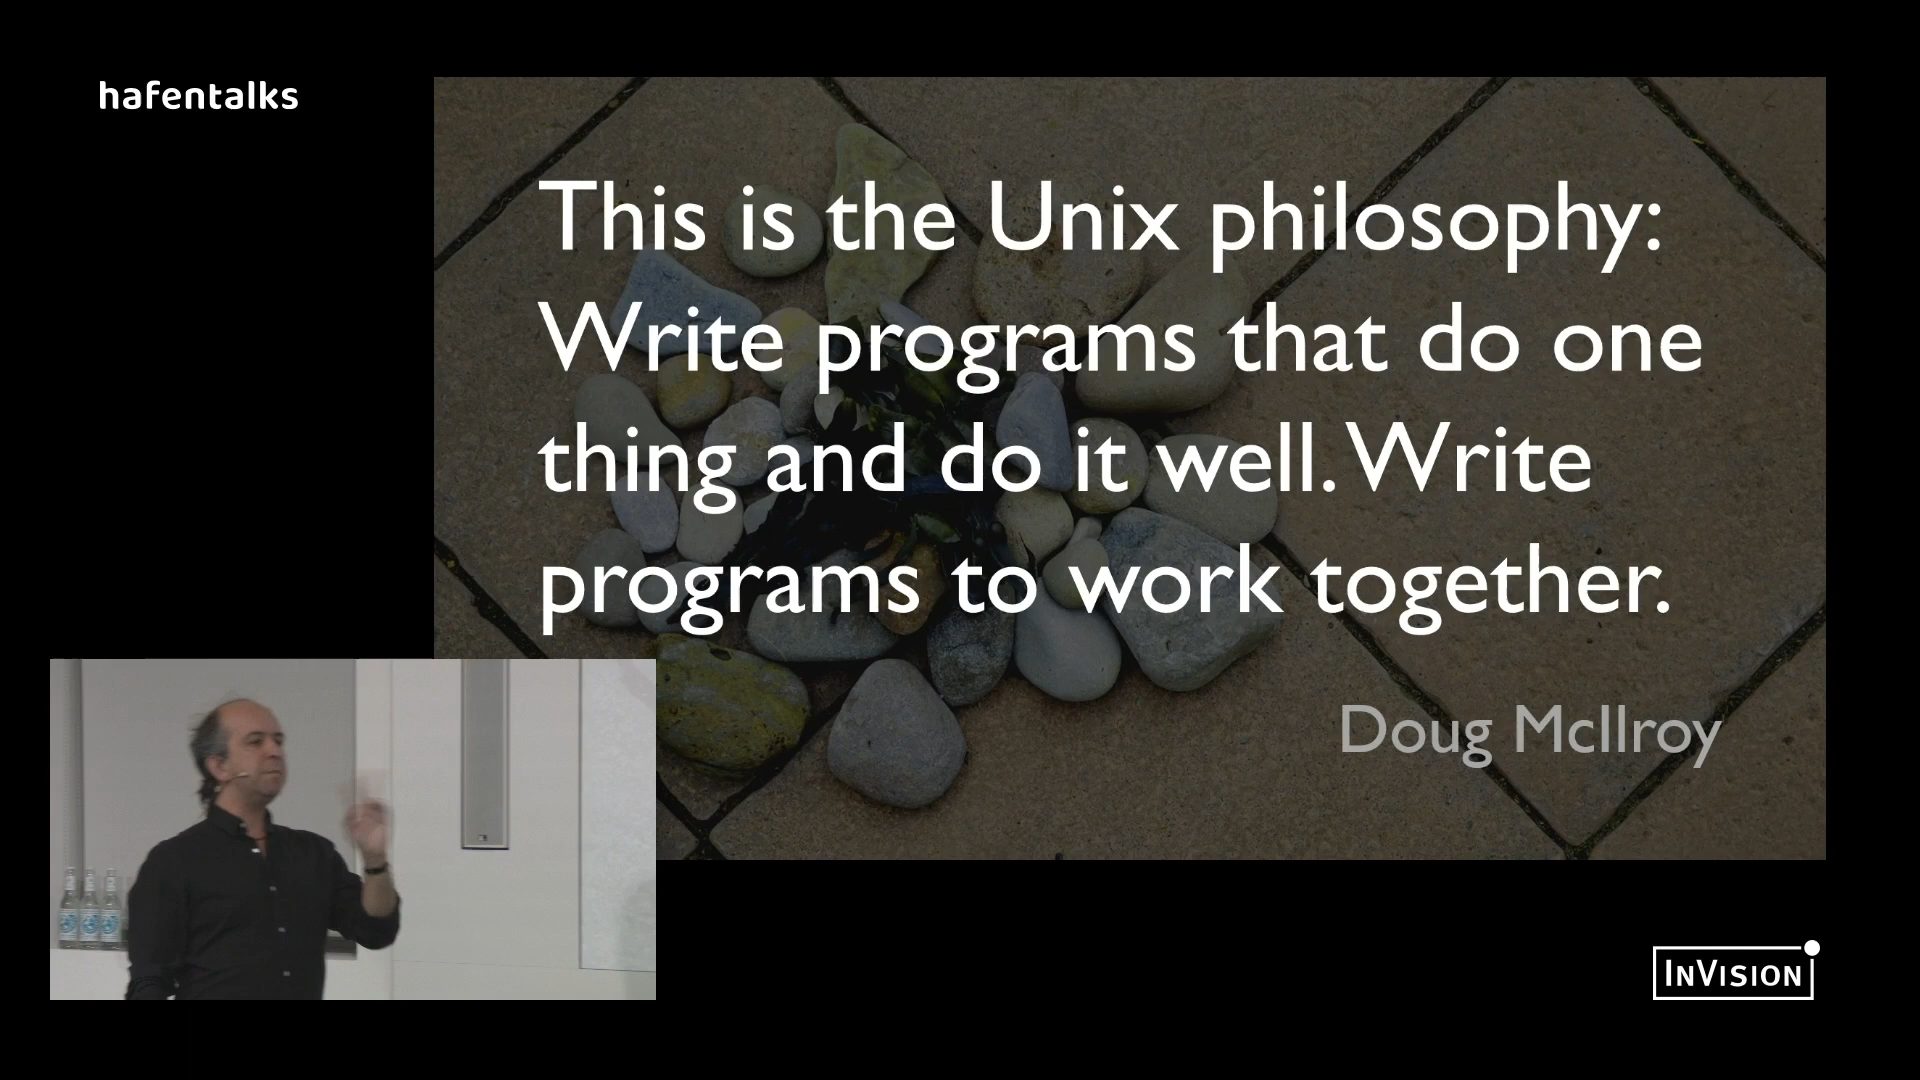 hafentalks
This is the Unix philosophy:
Write programs that do one
thing and do it well. Write
programs to work together.
Doug McIlroy
INVISION